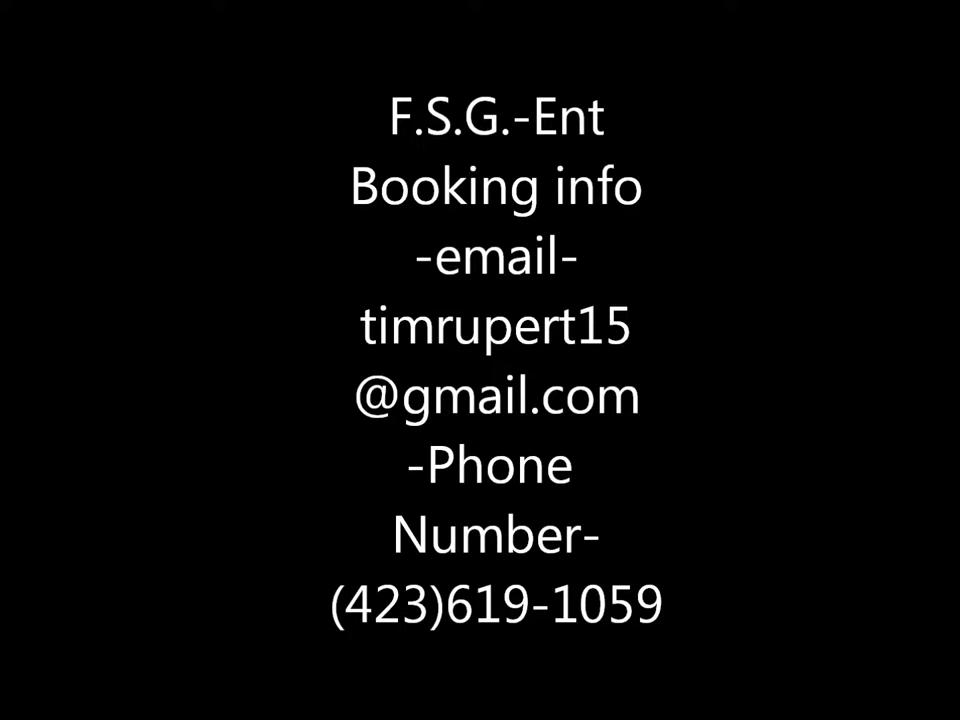 F.S.G.-Ent
Booking info
-email-
timrupert15
@gmail.com
-Phone
Number-
(423)619-1059